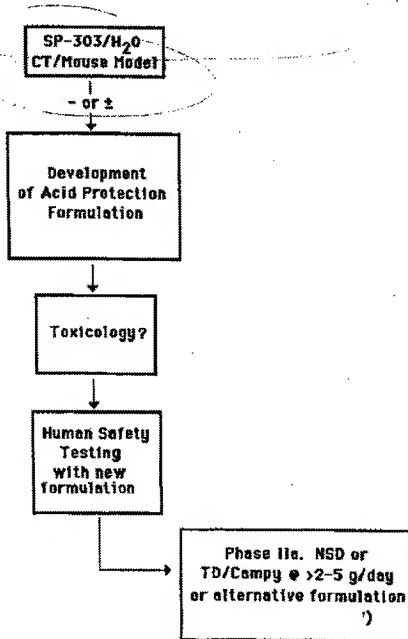 SP-303/H₂O
CT/Mouse Model
- or ±
Development
of Acid Protection
Formulation
Toxicology?
Human Safety
Testing
with new
formulation
Phase IIa. NSD or
TD/Campy @ >2-5 g/day
or alternative formulation
')